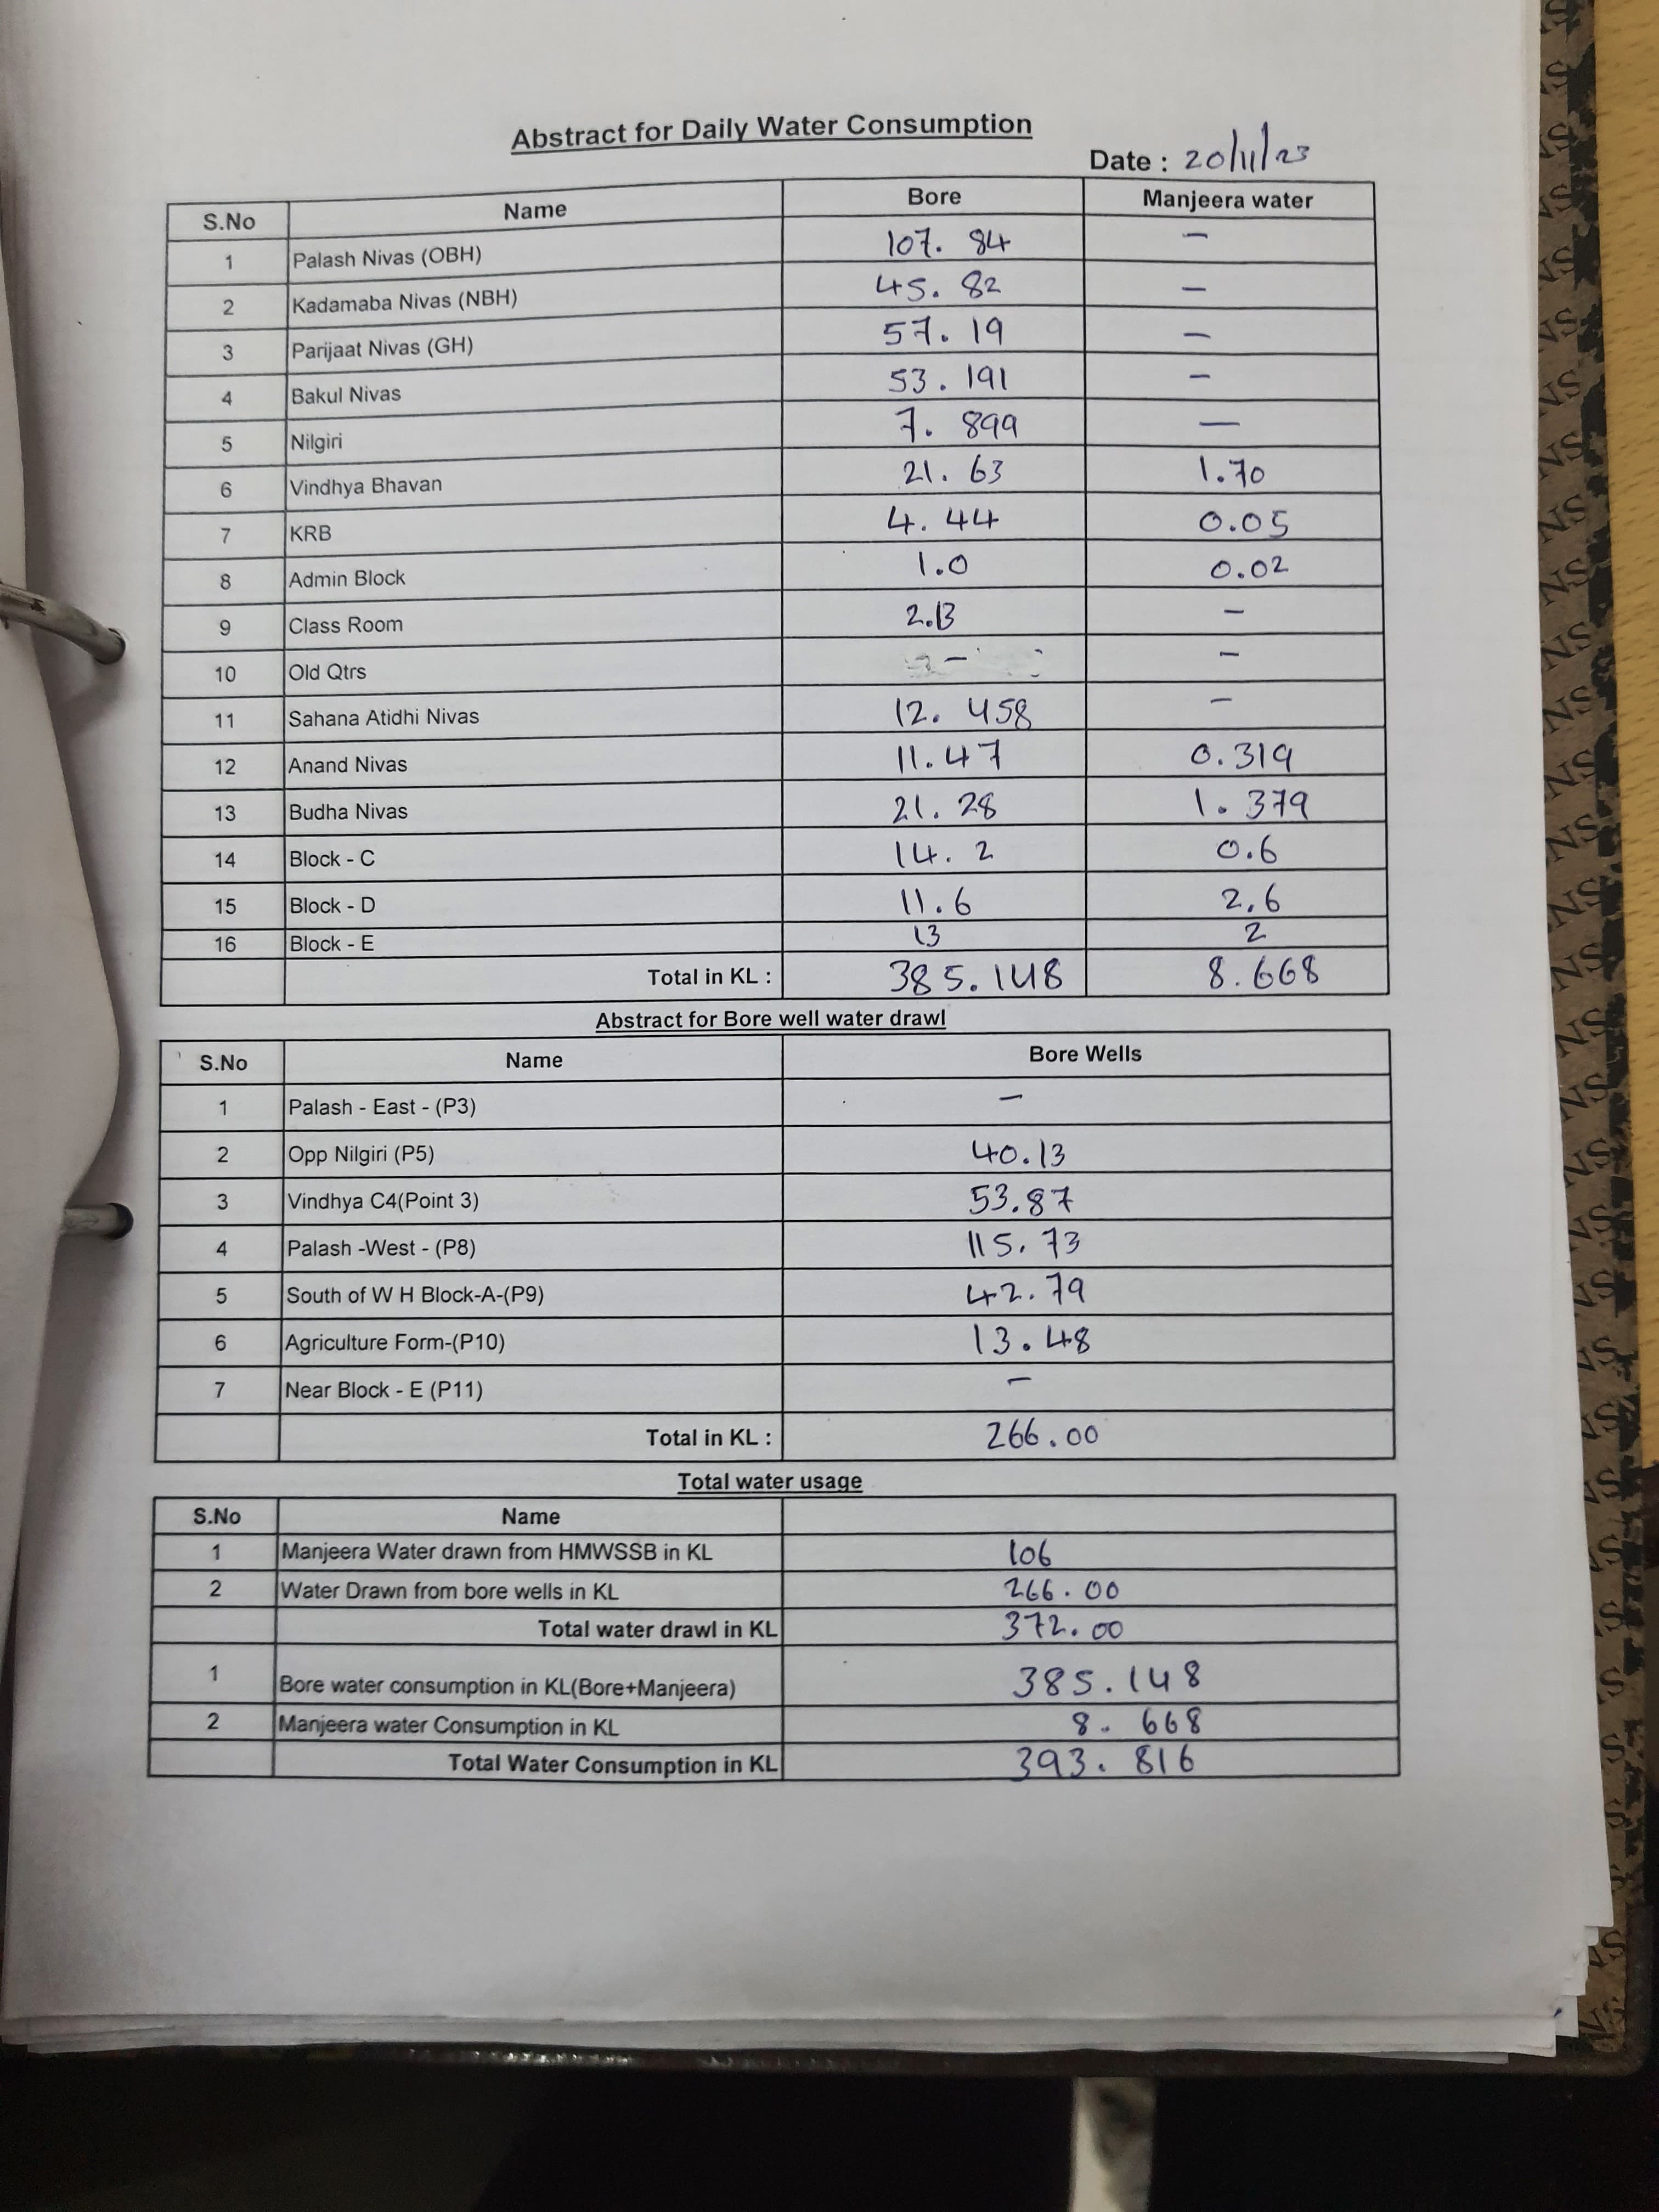 Abstract for Daily Water Consumption
Date : 20/11/23
S.No Name Bore Manjeera water
1 Palash Nivas (OBH) 107. 84 –
2 Kadamaba Nivas (NBH) 45. 82 –
3 Parijaat Nivas (GH) 57. 19 –
4 Bakul Nivas 53. 191 –
5 Nilgiri 7. 899 –
6 Vindhya Bhavan 21. 63 1.70
7 KRB 4. 44 0.05
8 Admin Block 1.0 0.02
9 Class Room 2.13 –
10 Old Qtrs – –
11 Sahana Atidhi Nivas 12. 458 –
12 Anand Nivas 11.47 0.319
13 Budha Nivas 21. 28 1. 379
14 Block - C 14. 2 0.6
15 Block - D 11.6 2.6
16 Block - E 13 2
Total in KL : 385.148 8.668
Abstract for Bore well water drawl
S.No Name Bore Wells
1 Palash - East - (P3) –
2 Opp Nilgiri (P5) 40.13
3 Vindhya C4(Point 3) 53.87
4 Palash -West - (P8) 115. 73
5 South of W H Block-A-(P9) 42.79
6 Agriculture Form-(P10) 13.48
7 Near Block - E (P11) –
Total in KL : 266.00
Total water usage
S.No Name
1 Manjeera Water drawn from HMWSSB in KL 106
2 Water Drawn from bore wells in KL 266.00
Total water drawl in KL 372.00
1 Bore water consumption in KL(Bore+Manjeera) 385.148
2 Manjeera water Consumption in KL 8. 668
Total Water Consumption in KL 393. 816